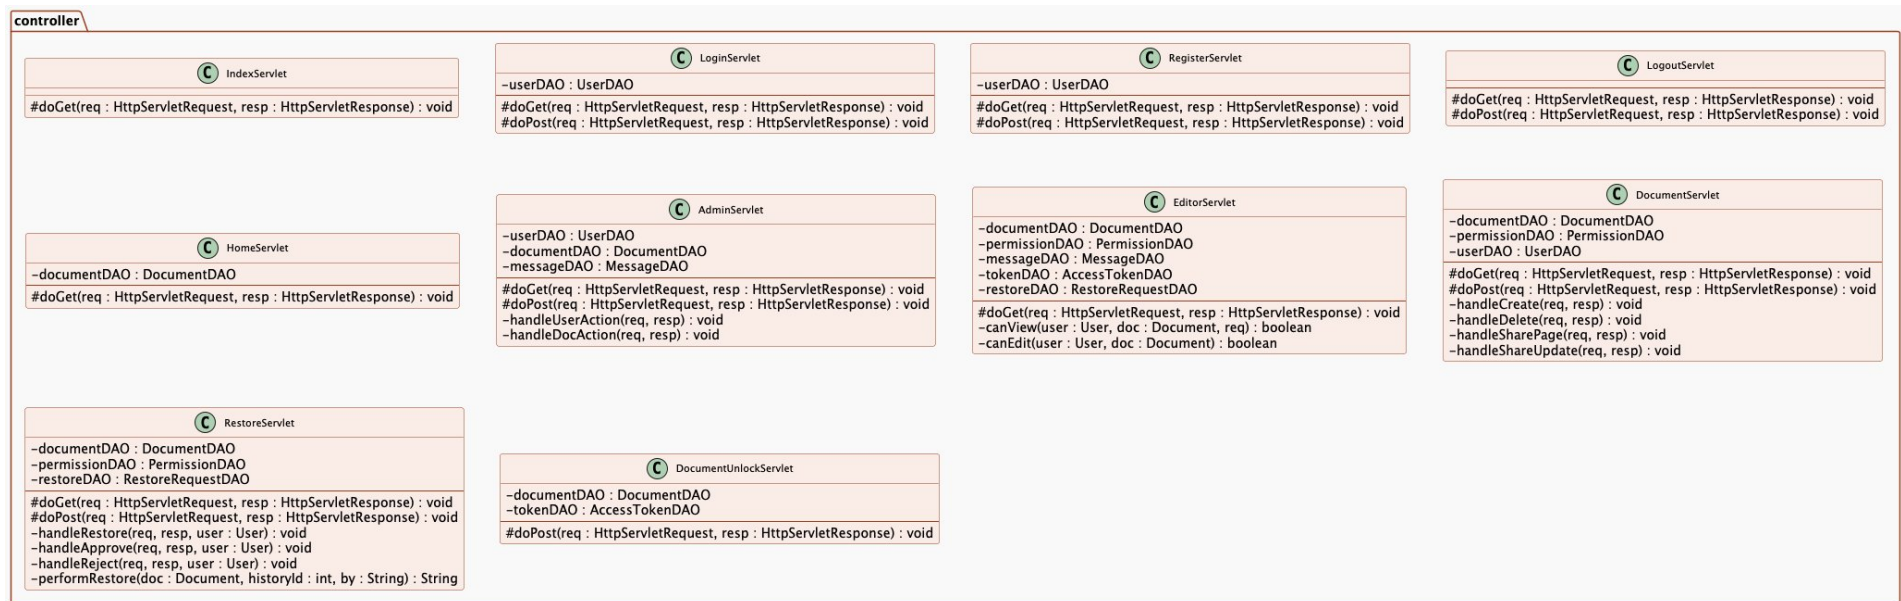 controller
C IndexServlet
#doGet(req : HttpServletRequest, resp : HttpServletResponse) : void
C LoginServlet
-userDAO : UserDAO
#doGet(req : HttpServletRequest, resp : HttpServletResponse) : void
#doPost(req : HttpServletRequest, resp : HttpServletResponse) : void
C RegisterServlet
-userDAO : UserDAO
#doGet(req : HttpServletRequest, resp : HttpServletResponse) : void
#doPost(req : HttpServletRequest, resp : HttpServletResponse) : void
C LogoutServlet
#doGet(req : HttpServletRequest, resp : HttpServletResponse) : void
#doPost(req : HttpServletRequest, resp : HttpServletResponse) : void
C HomeServlet
-documentDAO : DocumentDAO
#doGet(req : HttpServletRequest, resp : HttpServletResponse) : void
C AdminServlet
-userDAO : UserDAO
-documentDAO : DocumentDAO
-messageDAO : MessageDAO
#doGet(req : HttpServletRequest, resp : HttpServletResponse) : void
#doPost(req : HttpServletRequest, resp : HttpServletResponse) : void
-handleUserAction(req, resp) : void
-handleDocAction(req, resp) : void
C EditorServlet
-documentDAO : DocumentDAO
-permissionDAO : PermissionDAO
-messageDAO : MessageDAO
-tokenDAO : AccessTokenDAO
-restoreDAO : RestoreRequestDAO
#doGet(req : HttpServletRequest, resp : HttpServletResponse) : void
-canView(user : User, doc : Document, req) : boolean
-canEdit(user : User, doc : Document) : boolean
C DocumentServlet
-documentDAO : DocumentDAO
-permissionDAO : PermissionDAO
-userDAO : UserDAO
#doGet(req : HttpServletRequest, resp : HttpServletResponse) : void
#doPost(req : HttpServletRequest, resp : HttpServletResponse) : void
-handleCreate(req, resp) : void
-handleDelete(req, resp) : void
-handleSharePage(req, resp) : void
-handleShareUpdate(req, resp) : void
C RestoreServlet
-documentDAO : DocumentDAO
-permissionDAO : PermissionDAO
-restoreDAO : RestoreRequestDAO
#doGet(req : HttpServletRequest, resp : HttpServletResponse) : void
#doPost(req : HttpServletRequest, resp : HttpServletResponse) : void
-handleRestore(req, resp, user : User) : void
-handleApprove(req, resp, user : User) : void
-handleReject(req, resp, user : User) : void
-performRestore(doc : Document, historyId : int, by : String) : String
C DocumentUnlockServlet
-documentDAO : DocumentDAO
-tokenDAO : AccessTokenDAO
#doPost(req : HttpServletRequest, resp : HttpServletResponse) : void